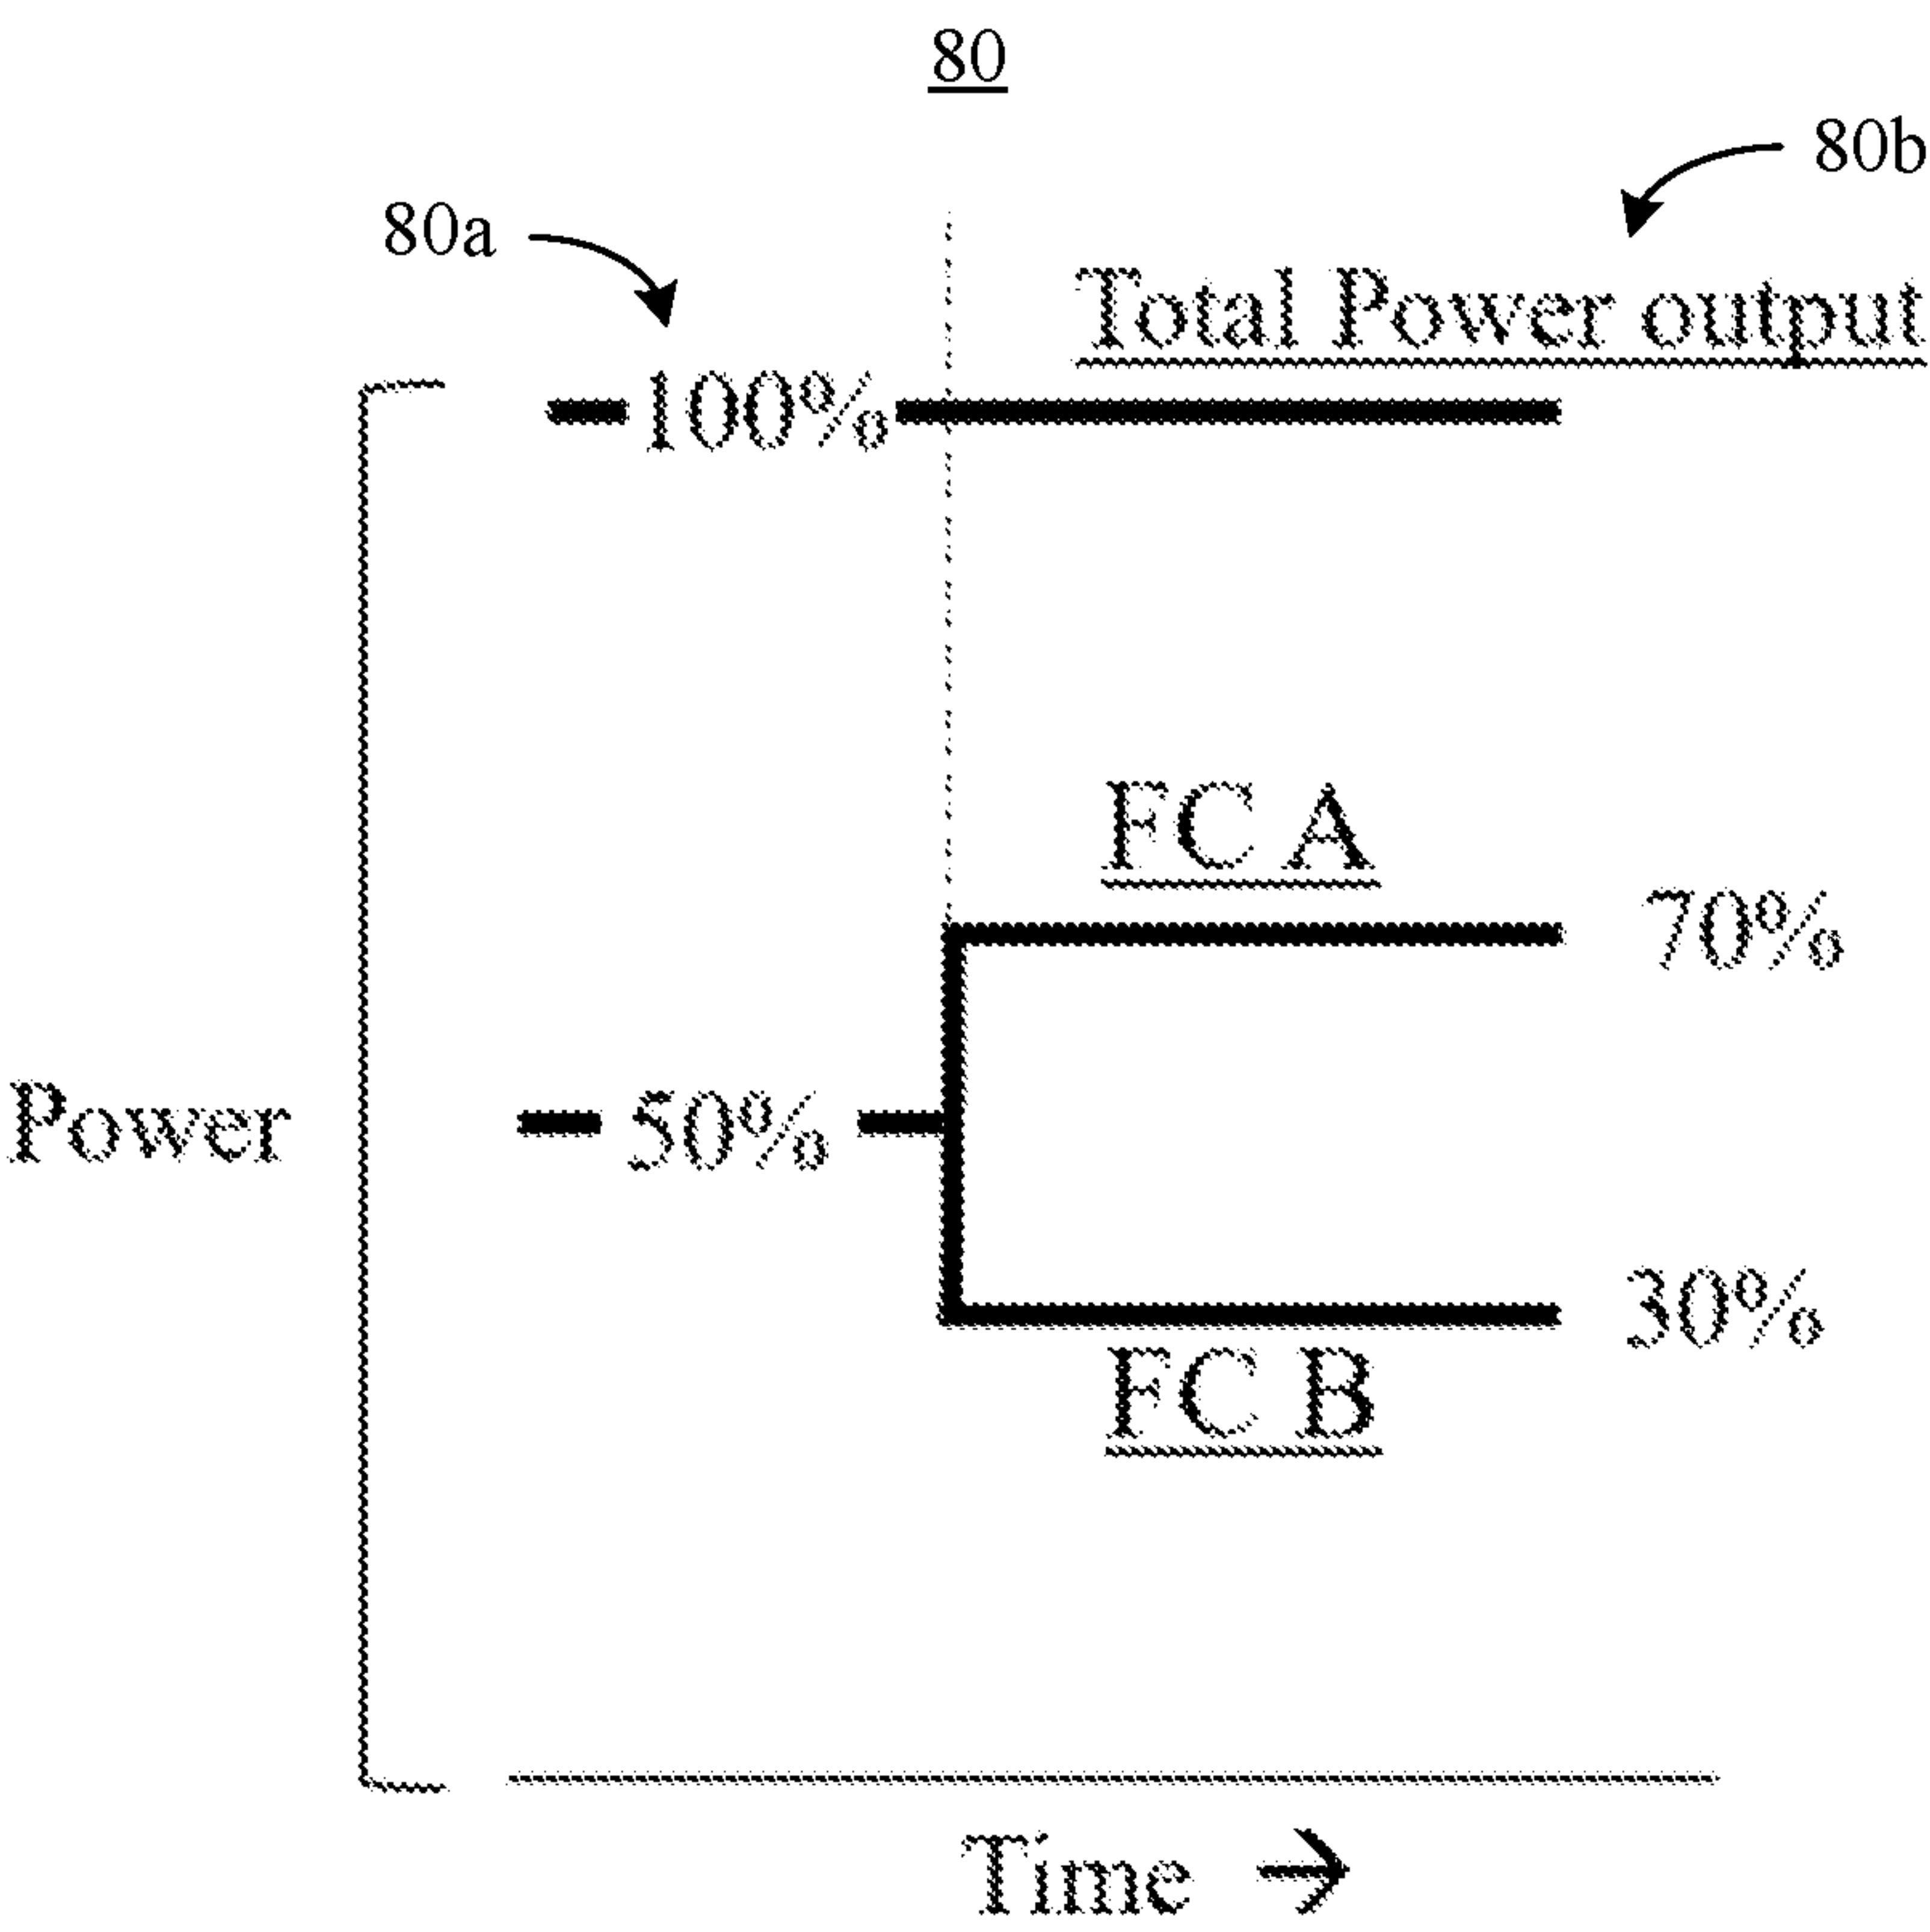 80
80b
80a
Total Power output
100%
FC A
70%
Power
50%
30%
FC B
Time →